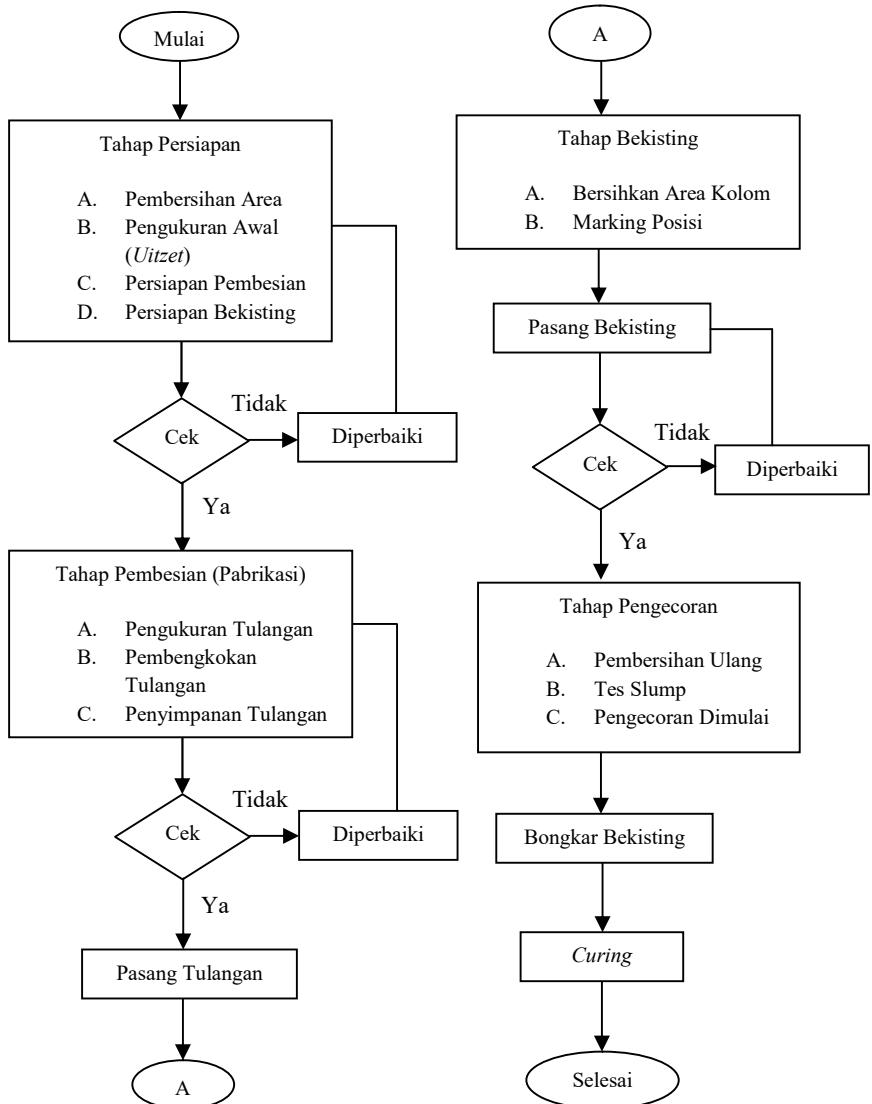 Mulai
Tahap Persiapan
A. Pembersihan Area
B. Pengukuran Awal
(Uitzet)
C. Persiapan Pembesian
D. Persiapan Bekisting
Cek
Tidak
Diperbaiki
Ya
Tahap Pembesian (Pabrikasi)
A. Pengukuran Tulangan
B. Pembengkokan
Tulangan
C. Penyimpanan Tulangan
Cek
Tidak
Diperbaiki
Ya
Pasang Tulangan
A
A
Tahap Bekisting
A. Bersihkan Area Kolom
B. Marking Posisi
Pasang Bekisting
Cek
Tidak
Diperbaiki
Ya
Tahap Pengecoran
A. Pembersihan Ulang
B. Tes Slump
C. Pengecoran Dimulai
Bongkar Bekisting
Curing
Selesai